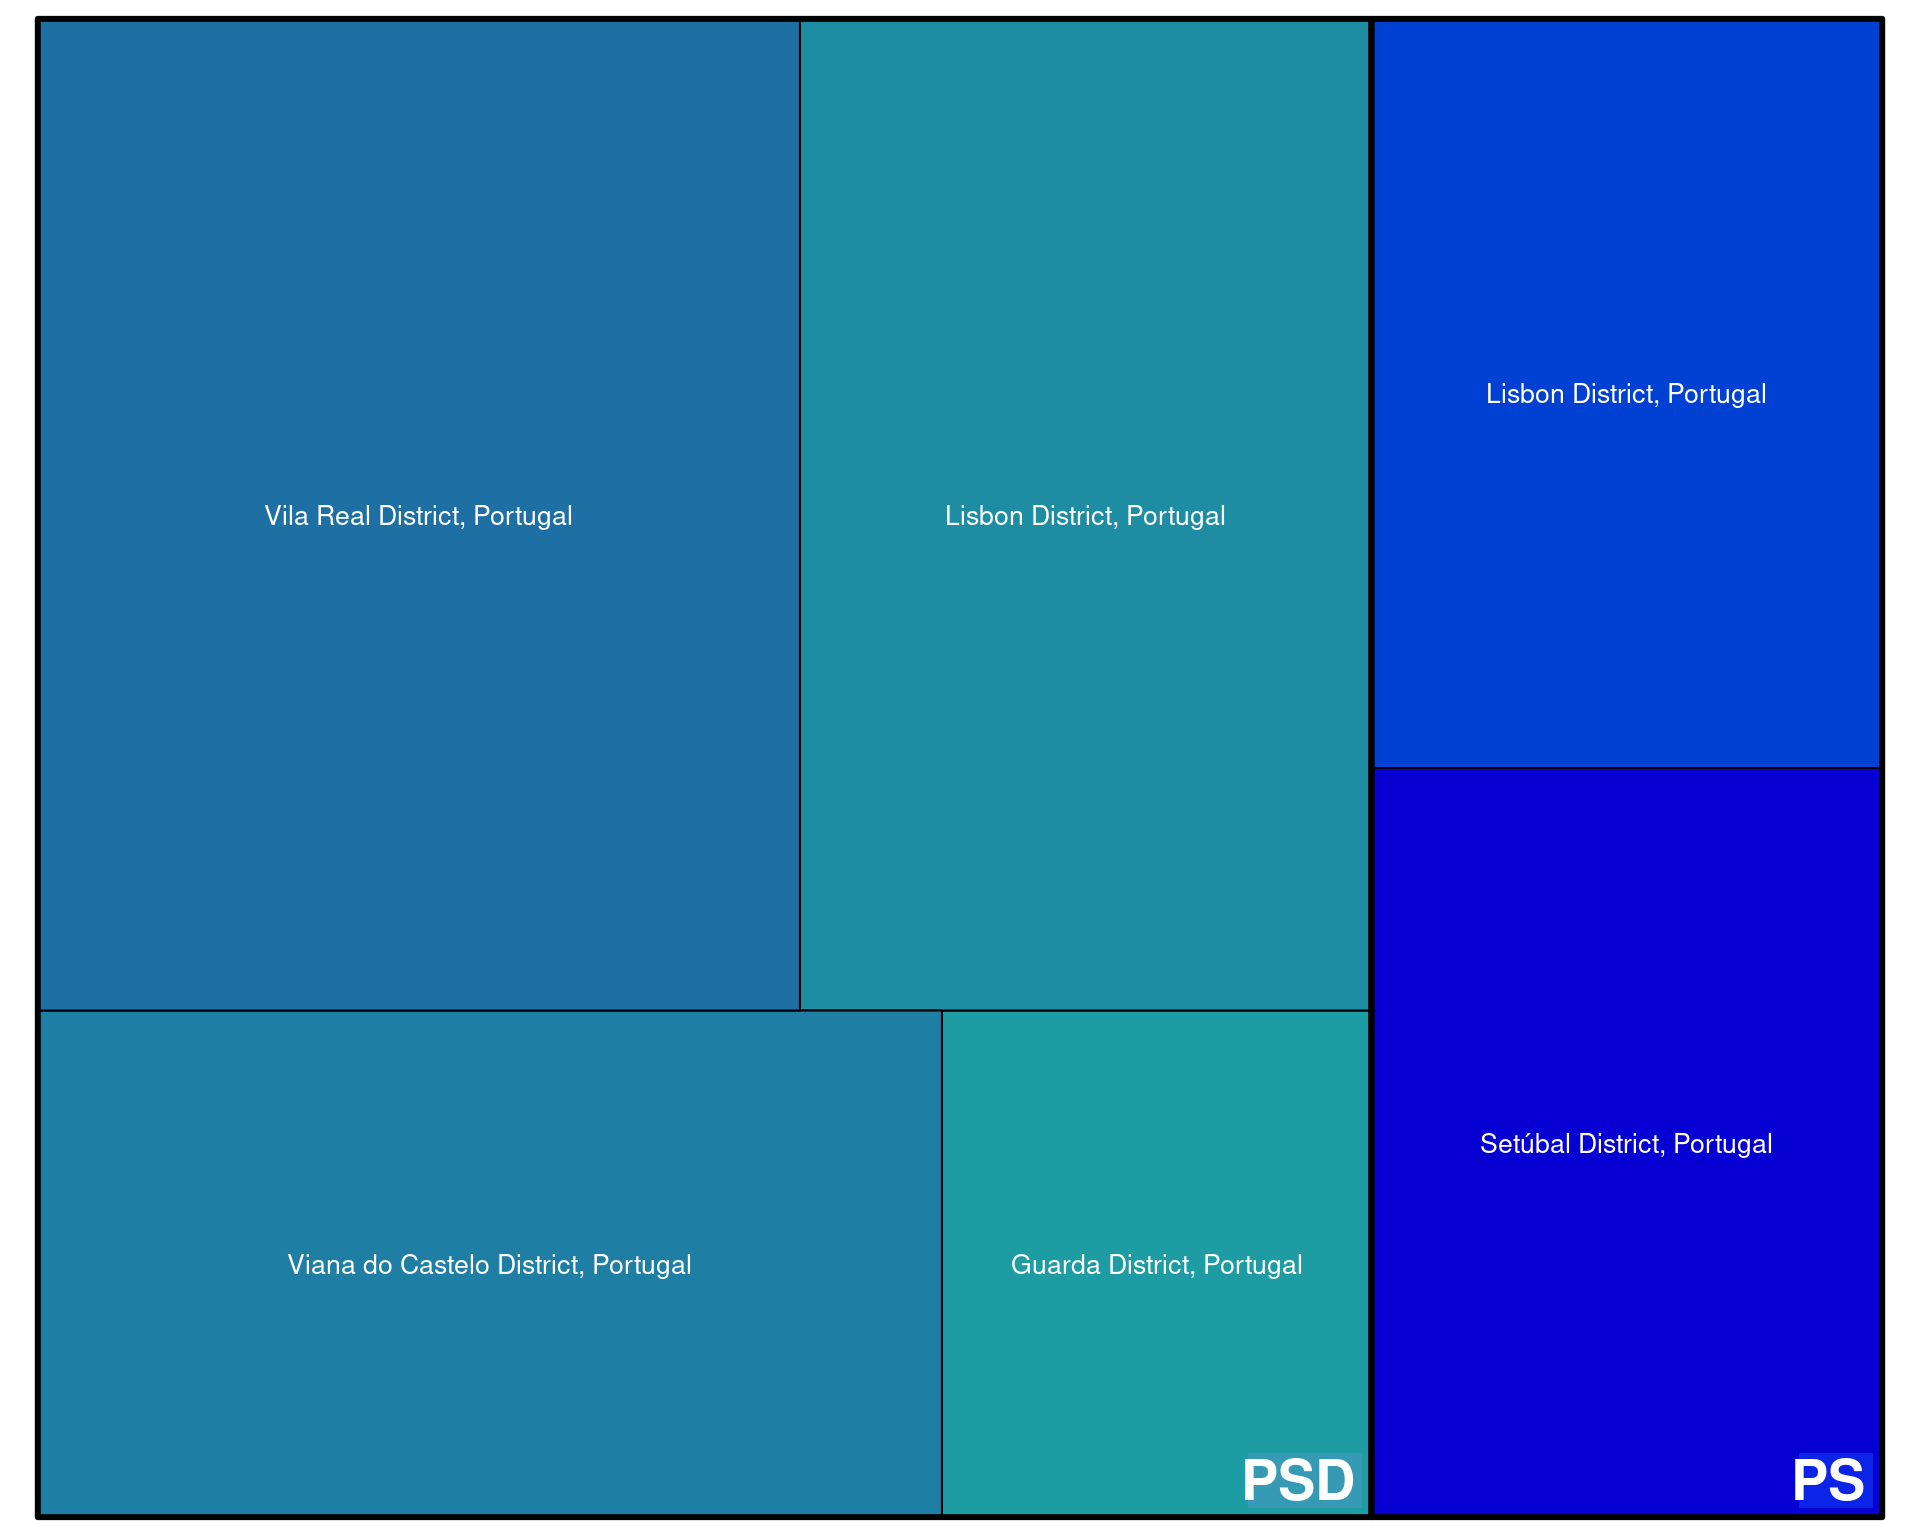 Vila Real District, Portugal
Lisbon District, Portugal
Viana do Castelo District, Portugal
Guarda District, Portugal
PSD
Lisbon District, Portugal
Setúbal District, Portugal
PS